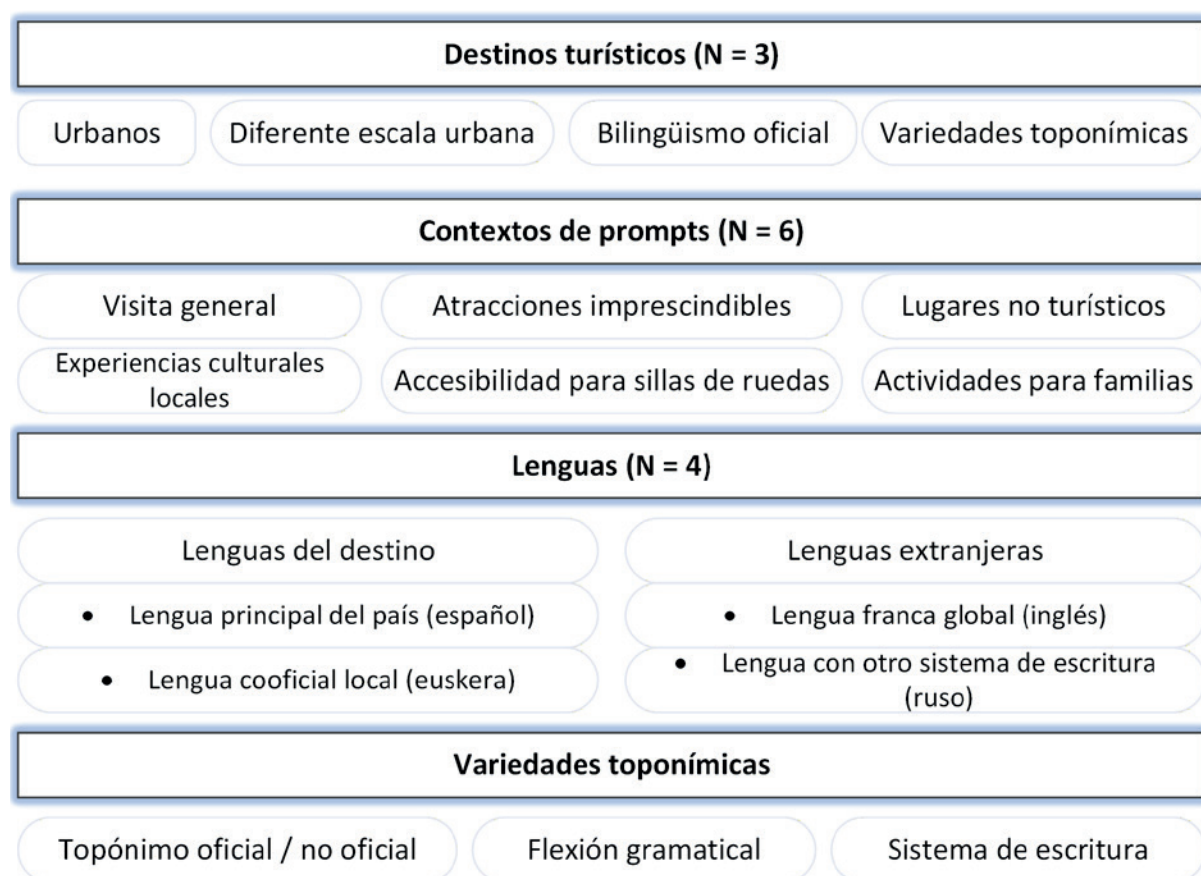 Destinos turísticos (N = 3)
Urbanos
Diferente escala urbana
Bilingüismo oficial
Variedades toponímicas
Contextos de prompts (N = 6)
Visita general
Atracciones imprescindibles
Lugares no turísticos
Experiencias culturales
locales
Accesibilidad para sillas de ruedas
Actividades para familias
Lenguas (N = 4)
Lenguas del destino
Lenguas extranjeras
• Lengua principal del país (español)
• Lengua franca global (inglés)
• Lengua cooficial local (euskera)
• Lengua con otro sistema de escritura
(ruso)
Variedades toponímicas
Topónimo oficial / no oficial
Flexión gramatical
Sistema de escritura